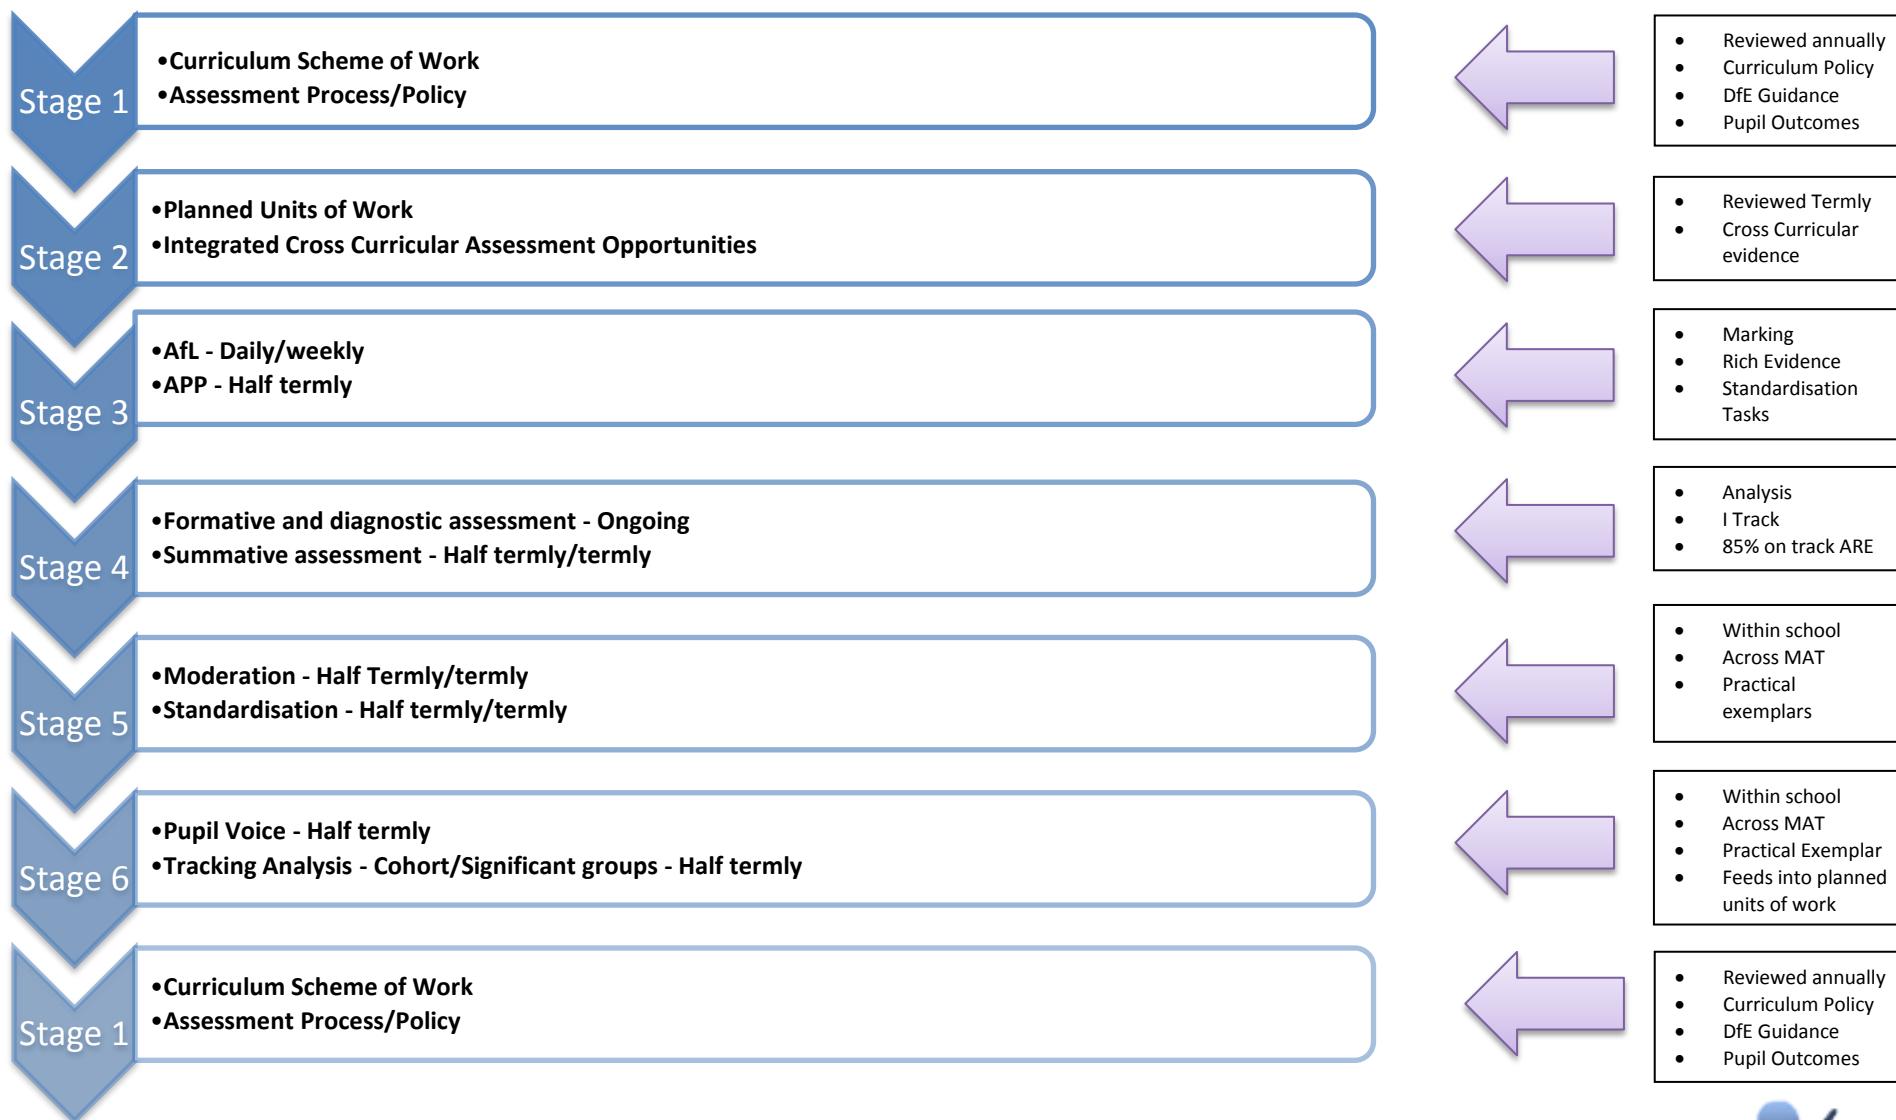 Stage 1
•Curriculum Scheme of Work
•Assessment Process/Policy
• Reviewed annually
• Curriculum Policy
• DfE Guidance
• Pupil Outcomes
Stage 2
•Planned Units of Work
•Integrated Cross Curricular Assessment Opportunities
• Reviewed Termly
• Cross Curricular
evidence
Stage 3
•AfL - Daily/weekly
•APP - Half termly
• Marking
• Rich Evidence
• Standardisation
Tasks
Stage 4
•Formative and diagnostic assessment - Ongoing
•Summative assessment - Half termly/termly
• Analysis
• I Track
• 85% on track ARE
Stage 5
•Moderation - Half Termly/termly
•Standardisation - Half termly/termly
• Within school
• Across MAT
• Practical
exemplars
Stage 6
•Pupil Voice - Half termly
•Tracking Analysis - Cohort/Significant groups - Half termly
• Within school
• Across MAT
• Practical Exemplar
• Feeds into planned
units of work
Stage 1
•Curriculum Scheme of Work
•Assessment Process/Policy
• Reviewed annually
• Curriculum Policy
• DfE Guidance
• Pupil Outcomes